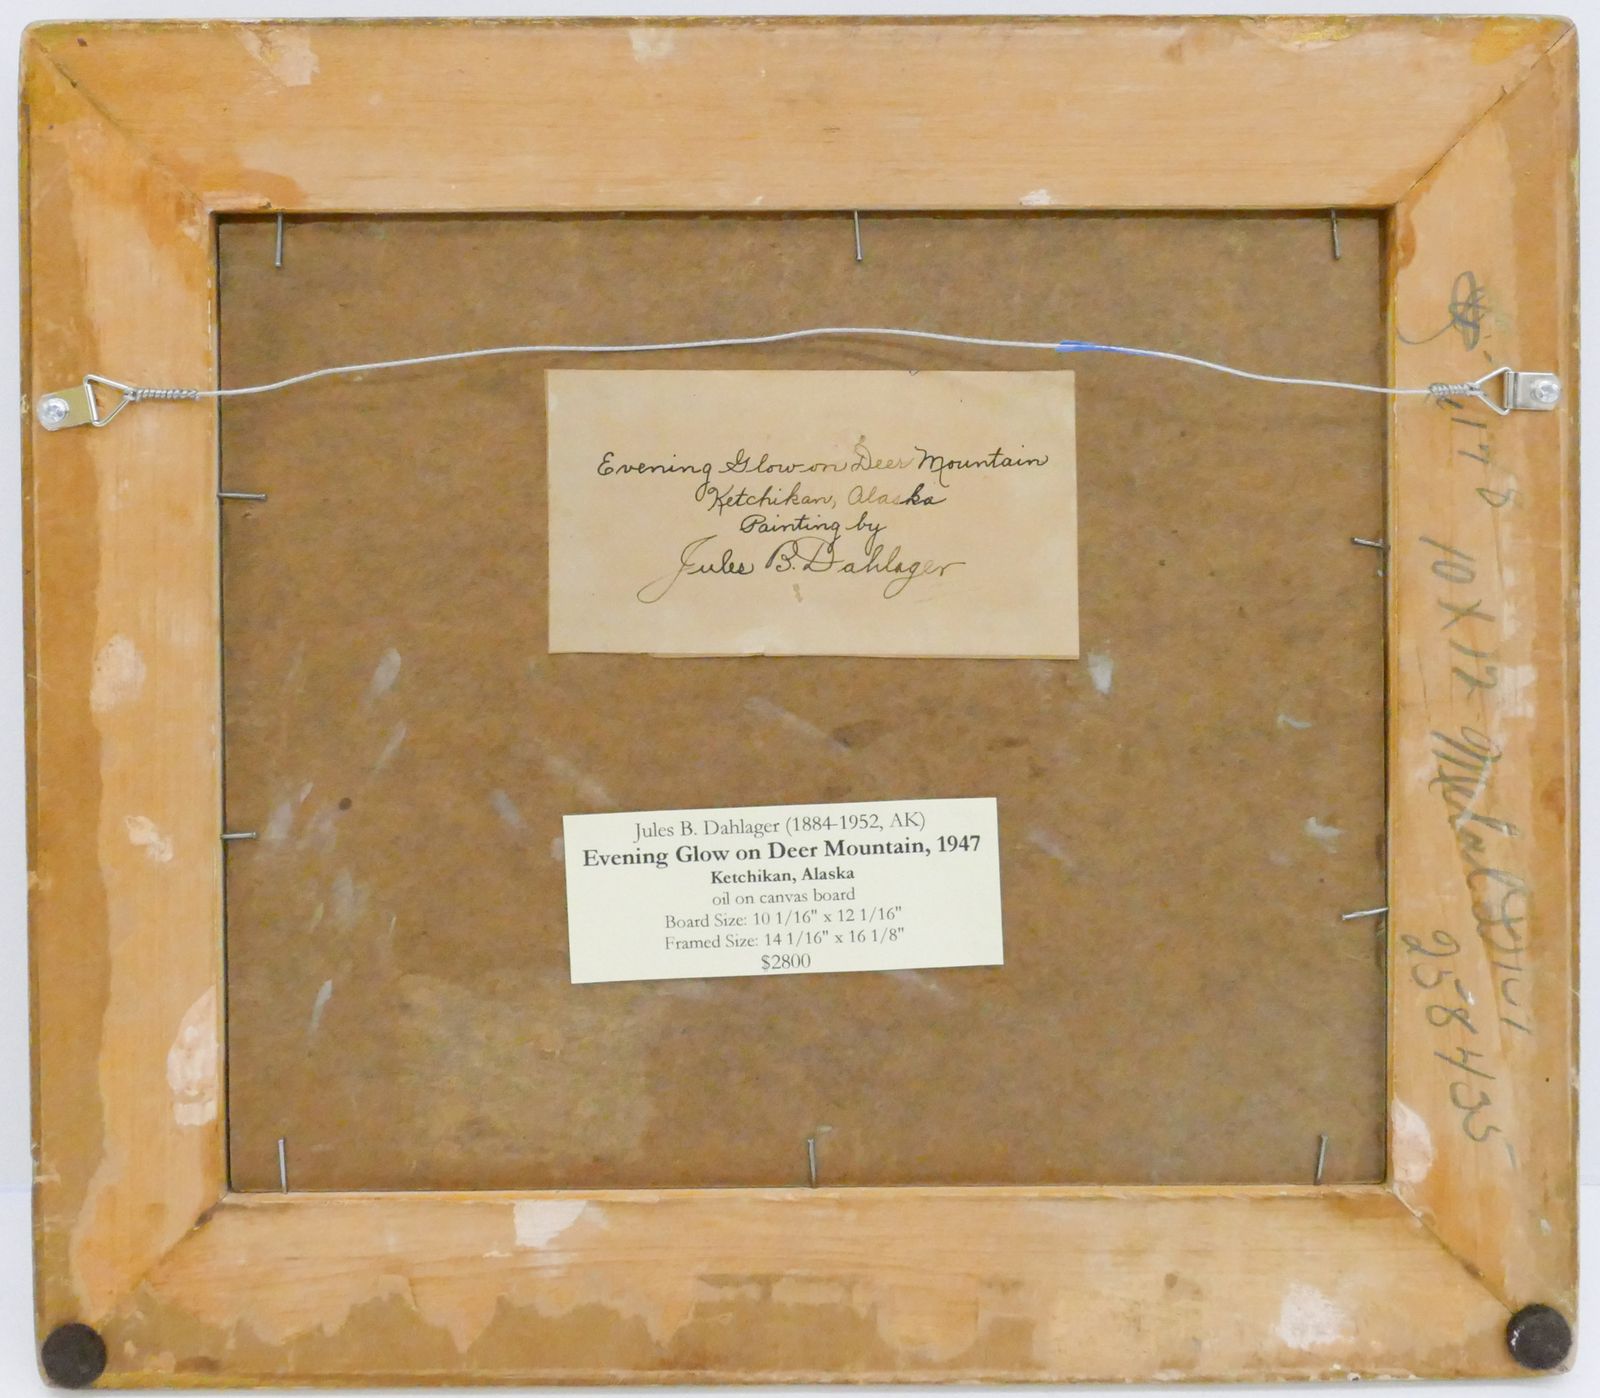 Evening Glow on Deer Mountain
Ketchikan, Alaska
Painting by
Jules B. Dahlager
Jules B. Dahlager (1884-1952, AK)
Evening Glow on Deer Mountain, 1947
Ketchikan, Alaska
oil on canvas board
Board Size: 10 1/16" x 12 1/16"
Framed Size: 14 1/16" x 16 1/8"
$2800
10 X 12
258435